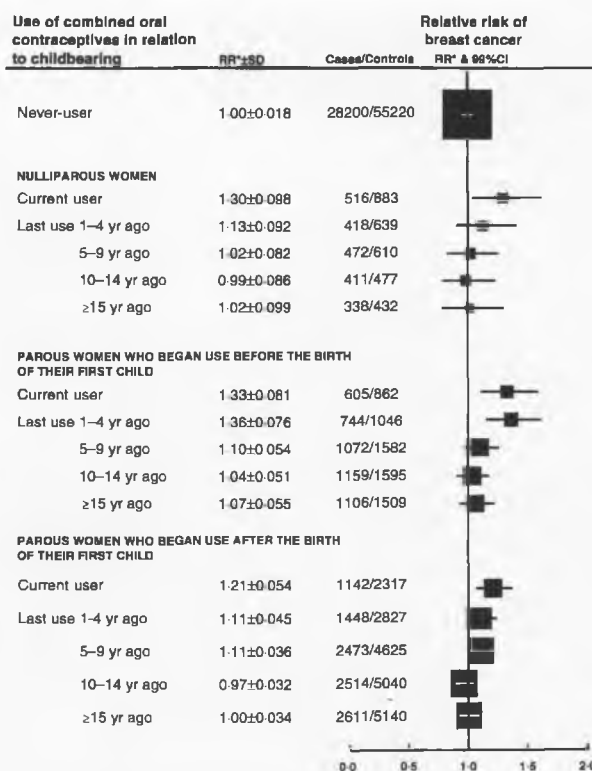 Use of combined oral contraceptives in relation to childbearing RR*±SD Cases/Controls Relative risk of breast cancer RR* & 99%CI
Never-user 1·00±0·018 28200/55220
NULLIPAROUS WOMEN
Current user 1·30±0·098 516/883
Last use 1–4 yr ago 1·13±0·092 418/639
5–9 yr ago 1·02±0·082 472/610
10–14 yr ago 0·99±0·086 411/477
≥15 yr ago 1·02±0·099 338/432
PAROUS WOMEN WHO BEGAN USE BEFORE THE BIRTH
OF THEIR FIRST CHILD
Current user 1·33±0·081 605/862
Last use 1–4 yr ago 1·36±0·076 744/1046
5–9 yr ago 1·10±0·054 1072/1582
10–14 yr ago 1·04±0·051 1159/1595
≥15 yr ago 1·07±0·055 1106/1509
PAROUS WOMEN WHO BEGAN USE AFTER THE BIRTH
OF THEIR FIRST CHILD
Current user 1·21±0·054 1142/2317
Last use 1-4 yr ago 1·11±0·045 1448/2827
5–9 yr ago 1·11±0·036 2473/4625
10–14 yr ago 0·97±0·032 2514/5040
≥15 yr ago 1·00±0·034 2611/5140
0·0 0·5 1·0 1·5 2·0